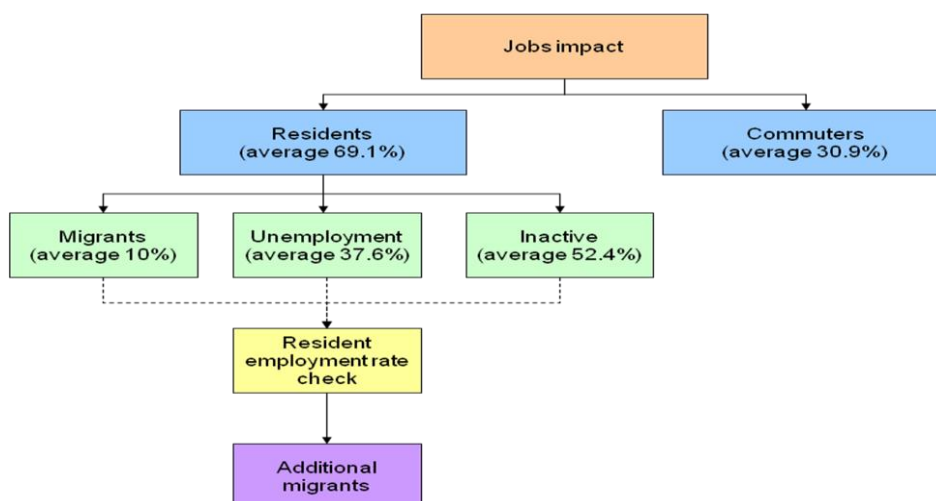 Jobs impact
Residents
(average 69.1%)
Commuters
(average 30.9%)
Migrants
(average 10%)
Unemployment
(average 37.6%)
Inactive
(average 52.4%)
Resident
employment rate
check
Additional
migrants